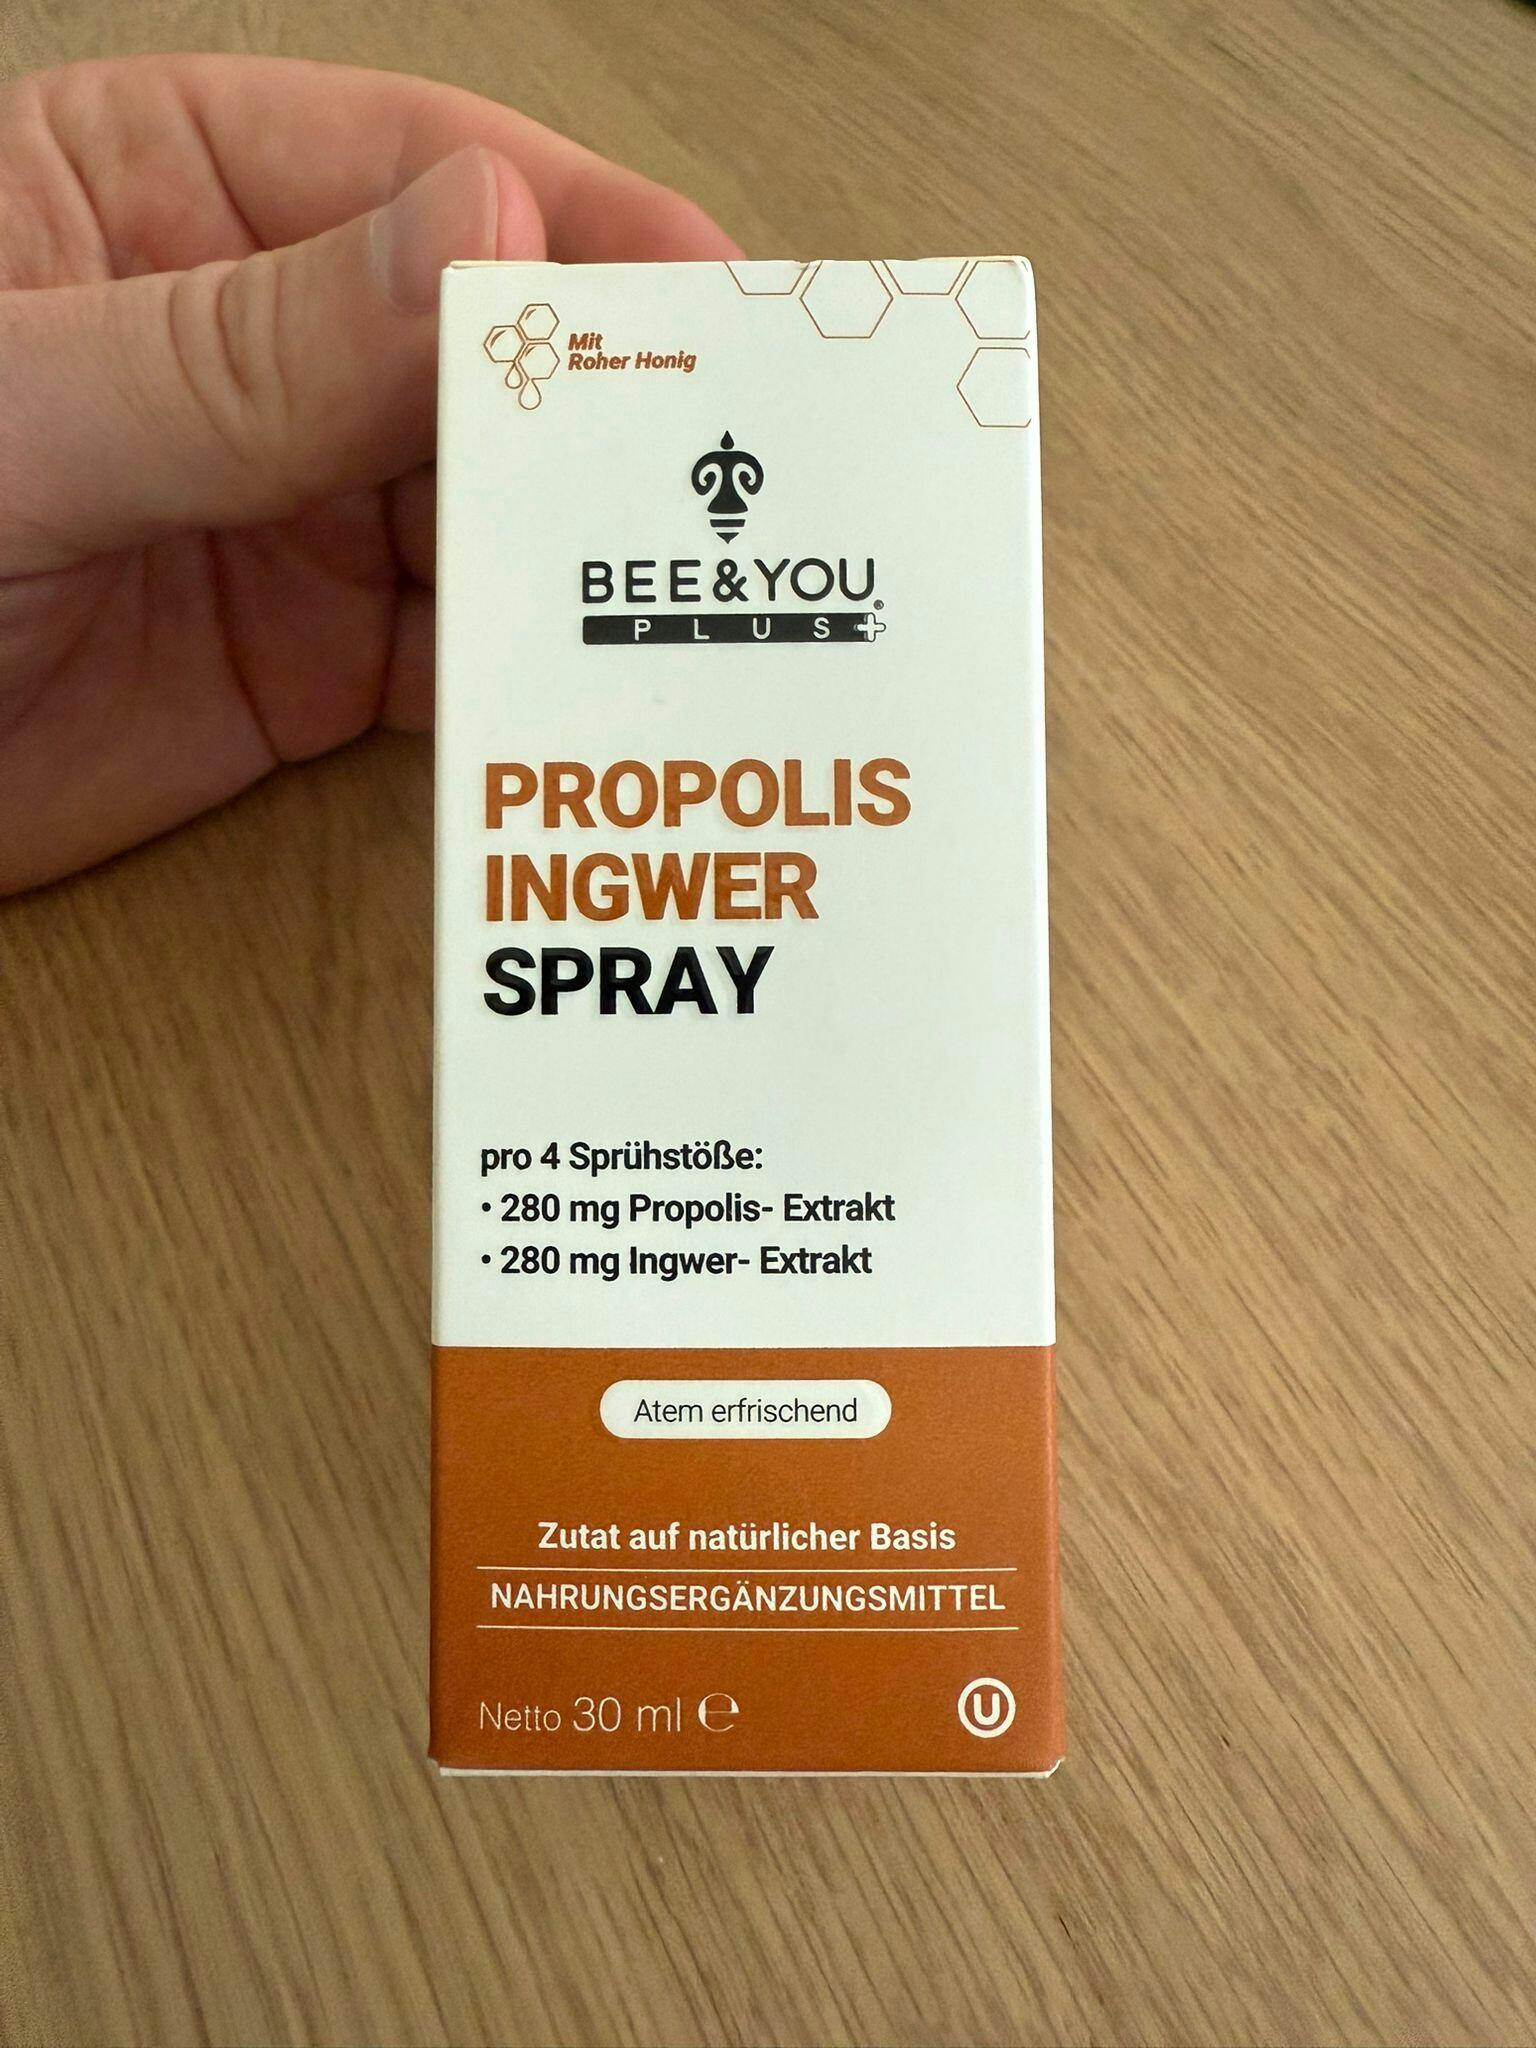 Mit
Roher Honig
BEE&YOU®
PLUS+
PROPOLIS
INGWER
SPRAY
pro 4 Sprühstöße:
• 280 mg Propolis- Extrakt
• 280 mg Ingwer- Extrakt
Atem erfrischend
Zutat auf natürlicher Basis
NAHRUNGSERGÄNZUNGSMITTEL
Netto 30 ml ℮
U